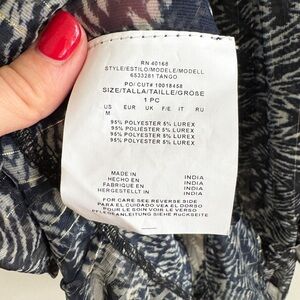 RN 40168
STYLE/ESTILO/MODELE/MODELL
6533281 TANGO
PO/ CUT# 10018458
SIZE/TALLA/TAILLE/GRÖSE
1 PC
US EUR UK F/E IT RU
M
95% POLYESTER 5% LUREX
95% POLYESTER 5% LUREX
95% POLYESTER 5% LUREX
95% POLYESTER 5% LUREX
MADE IN INDIA
HECHO EN INDIA
FABRIQUE EN INDIA
HERGESTELLT IN INDIA
FOR CARE SEE REVERSE SIDE
PARA EL CUIDADO VEA EL DORSO
POUR LE SOIN VOIR LE VERSO
PFLEGEANLEITUNG SIEHE RUCKSEITE